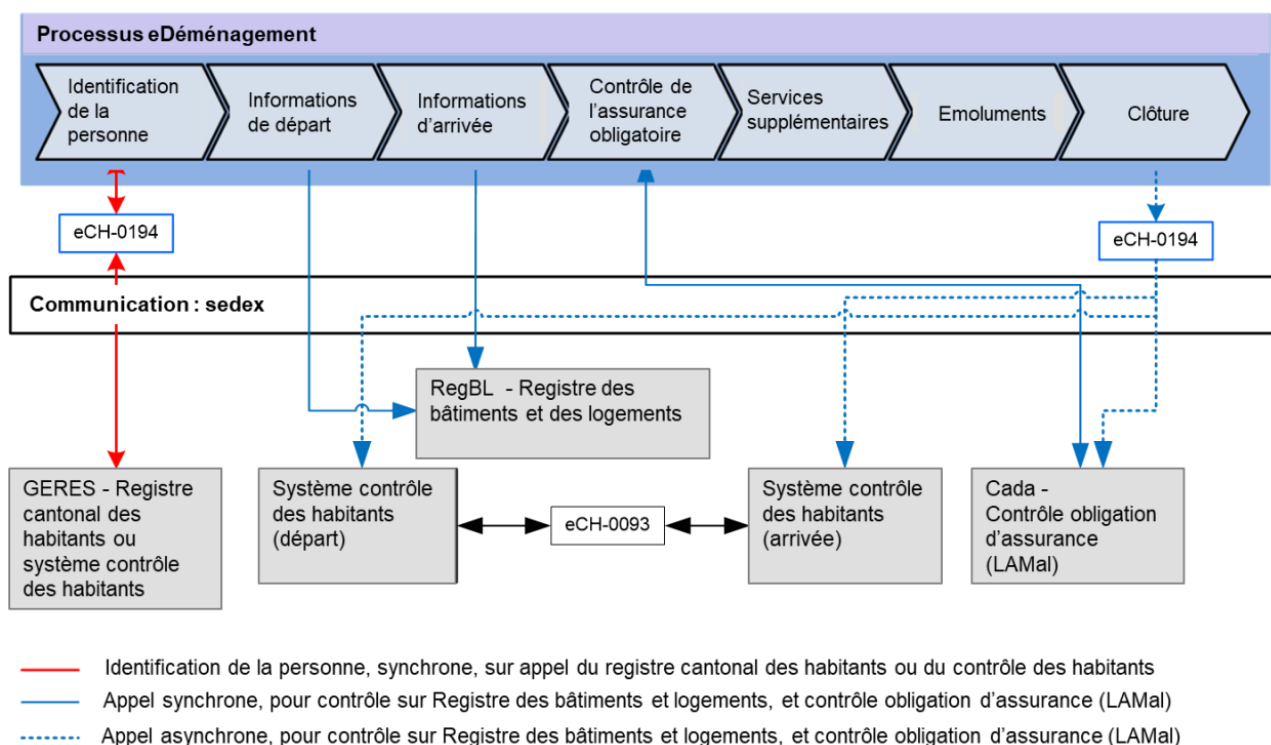 Processus eDéménagement
Identification
de la
personne
Informations
de départ
Informations
d'arrivée
Contrôle de
l'assurance
obligatoire
Services
supplémentaires
Emoluments
Clôture
eCH-0194
eCH-0194
Communication : sedex
RegBL - Registre des
bâtiments et des logements
GERES - Registre
cantonal des
habitants ou
système contrôle
des habitants
Système contrôle
des habitants
(départ)
eCH-0093
Système contrôle
des habitants
(arrivée)
Cada -
Contrôle obligation
d'assurance
(LAMal)
Identification de la personne, synchrone, sur appel du registre cantonal des habitants ou du contrôle des habitants
Appel synchrone, pour contrôle sur Registre des bâtiments et logements, et contrôle obligation d'assurance (LAMal)
Appel asynchrone, pour contrôle sur Registre des bâtiments et logements, et contrôle obligation d'assurance (LAMal)